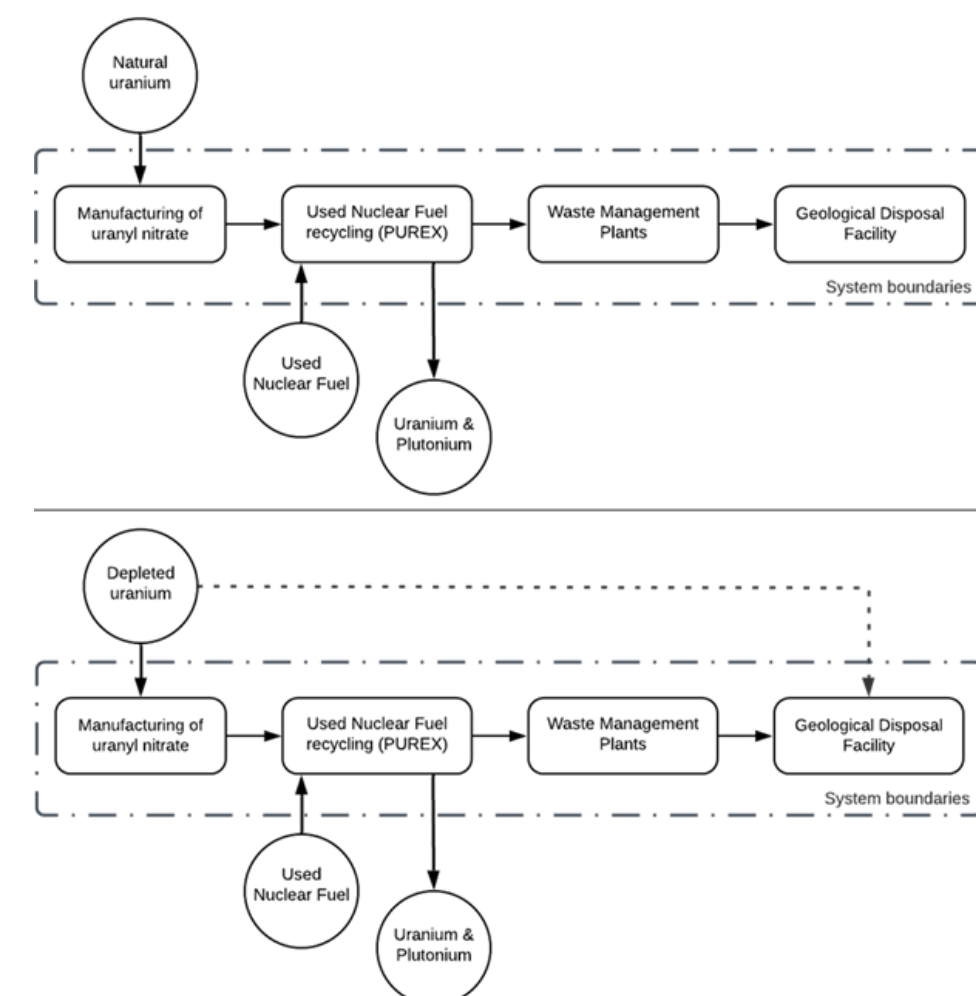 Natural
uranium
Manufacturing of
uranyl nitrate
Used Nuclear Fuel
recycling (PUREX)
Waste Management
Plants
Geological Disposal
Facility
System boundaries
Used
Nuclear Fuel
Uranium &
Plutonium
Depleted
uranium
Manufacturing of
uranyl nitrate
Used Nuclear Fuel
recycling (PUREX)
Waste Management
Plants
Geological Disposal
Facility
System boundaries
Used
Nuclear Fuel
Uranium &
Plutonium